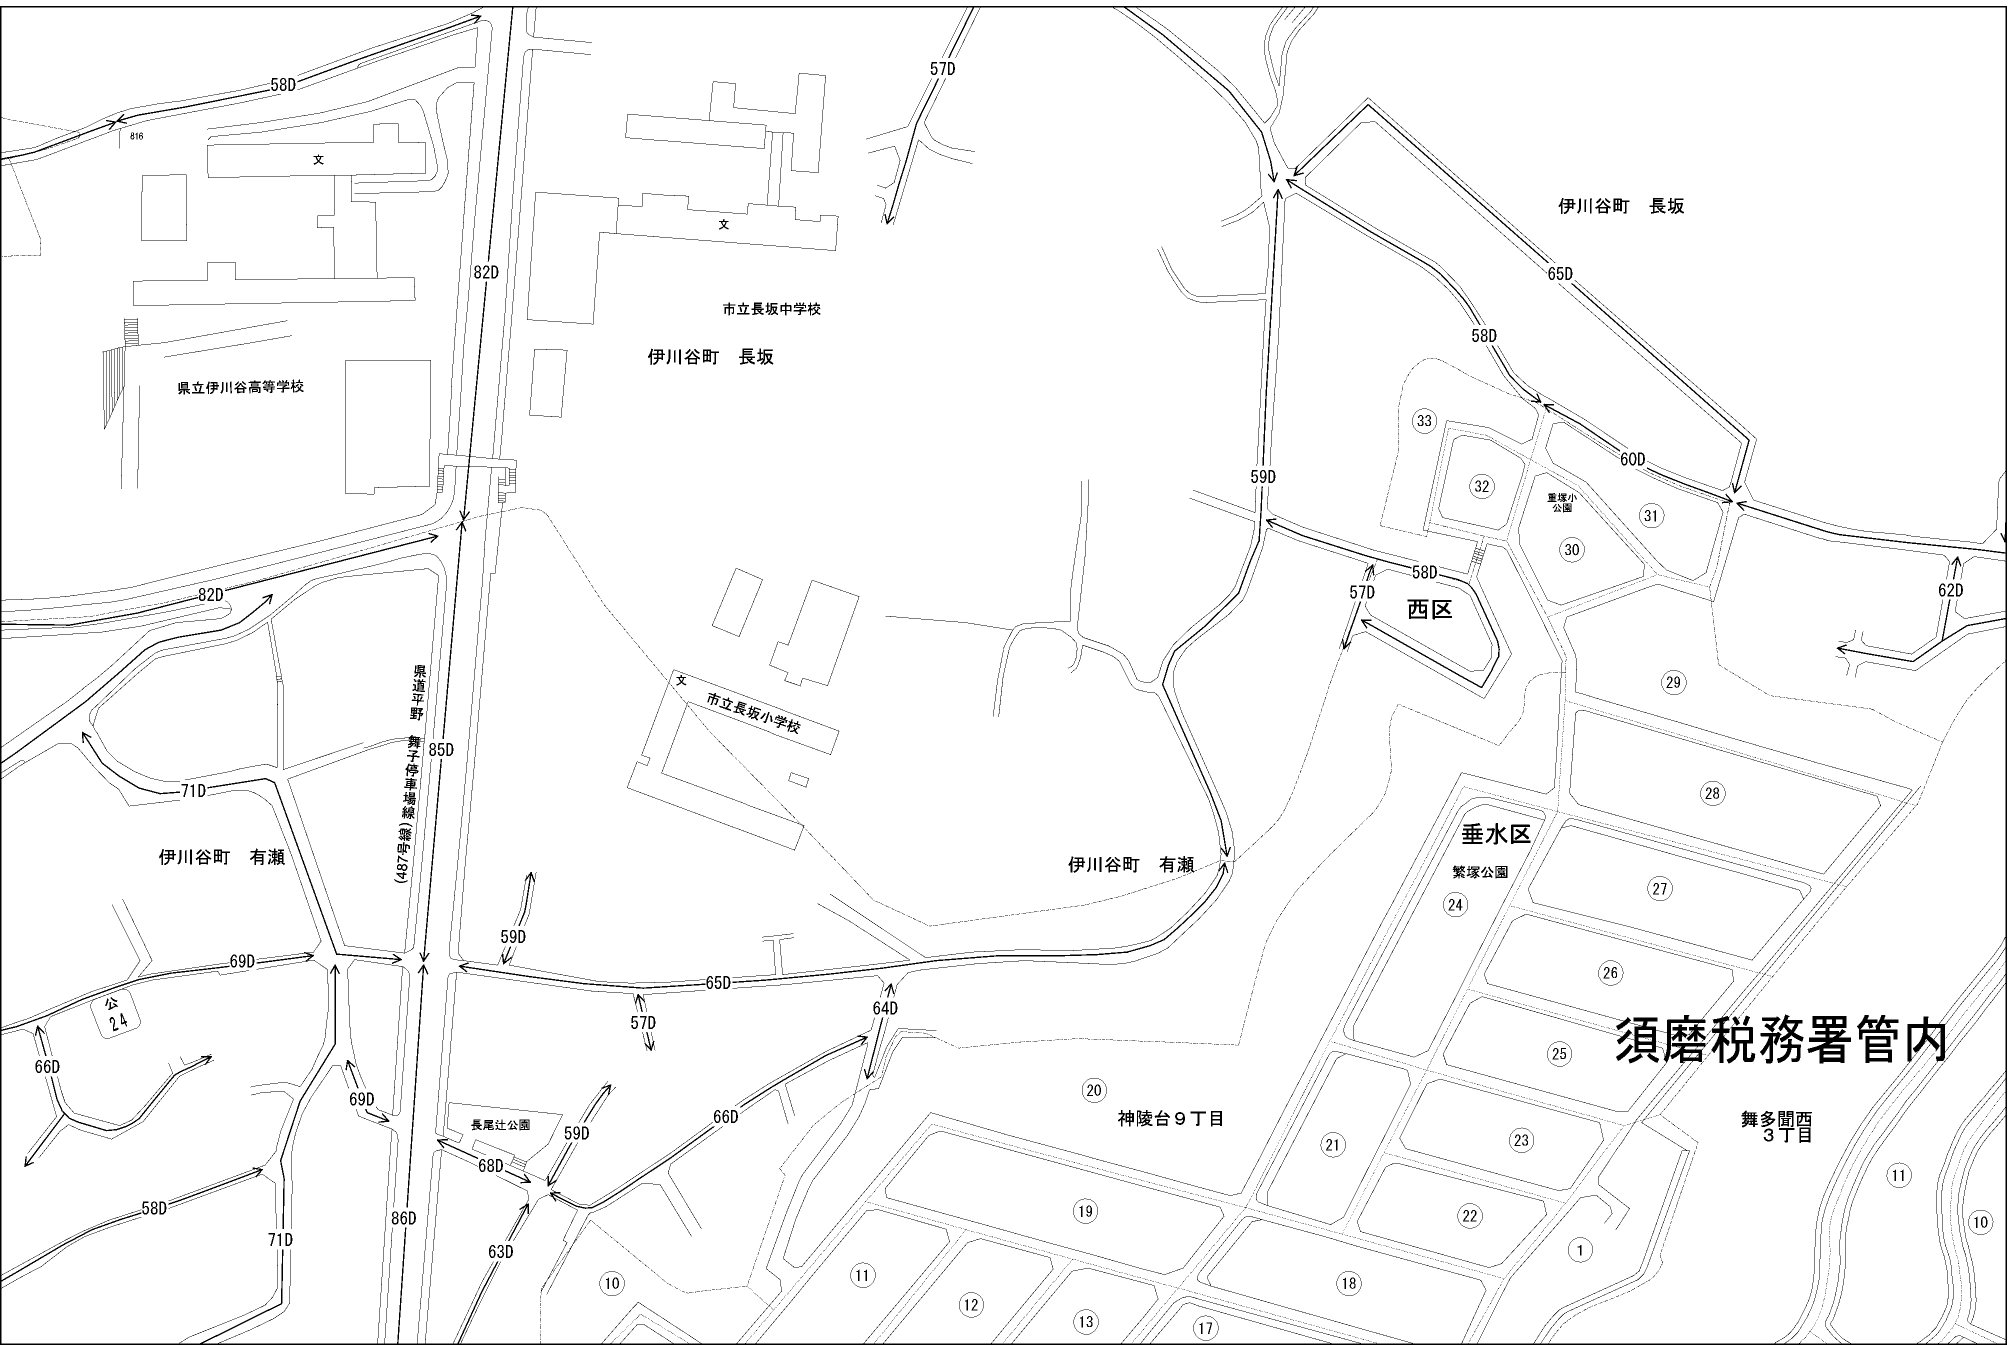 58D
816
文
57D
82D
文
伊川谷町 長坂
65D
市立長坂中学校
伊川谷町 長坂
県立伊川谷高等学校
58D
33
60D
59D
32
重塚小
公園
31
30
82D
58D
57D
西区
62D
県道平野 舞子停車場線
(487号線)
文
市立長坂小学校
29
85D
71D
28
垂水区
伊川谷町 有瀬
伊川谷町 有瀬
繁塚公園
27
24
59D
69D
26
65D
公
24
64D
57D
須磨税務署管内
25
66D
20
69D
66D
神陵台9丁目
舞多聞西
3丁目
長尾辻公園
59D
23
21
68D
11
58D
86D
19
22
10
71D
63D
1
10
11
18
12
13
17